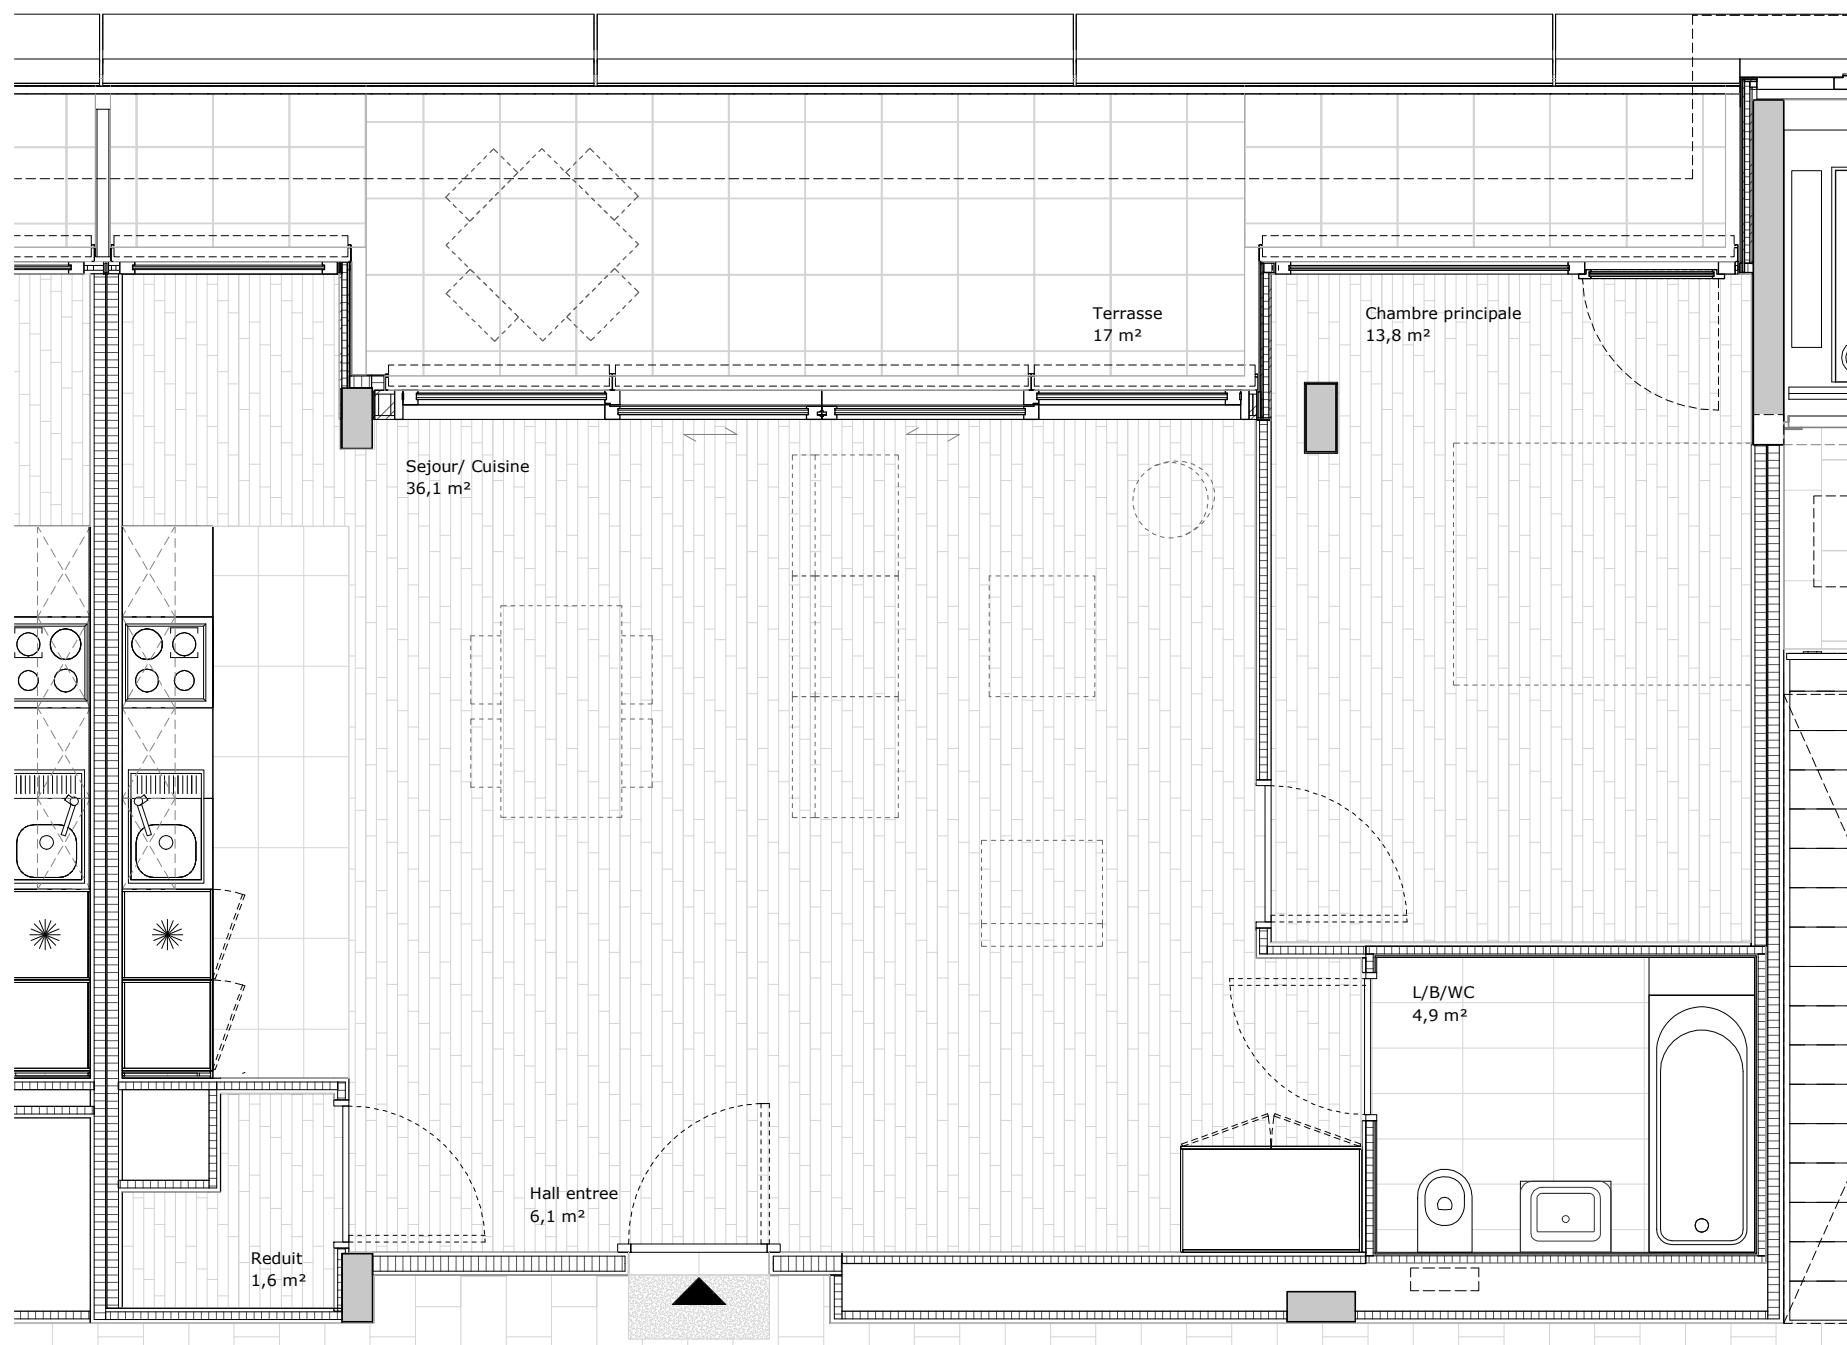 Terrasse
17 m²
Chambre principale
13,8 m²
Sejour/ Cuisine
36,1 m²
L/B/WC
4,9 m²
Hall entree
6,1 m²
Reduit
1,6 m²